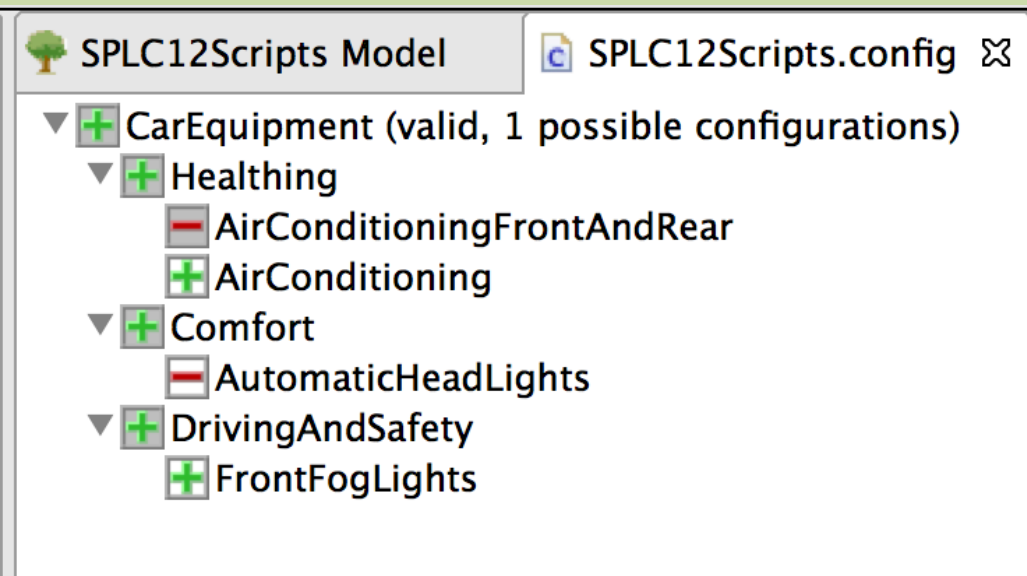 SPLC12Scripts Model
SPLC12Scripts.config
CarEquipment (valid, 1 possible configurations)
Healthing
AirConditioningFrontAndRear
AirConditioning
Comfort
AutomaticHeadLights
DrivingAndSafety
FrontFogLights